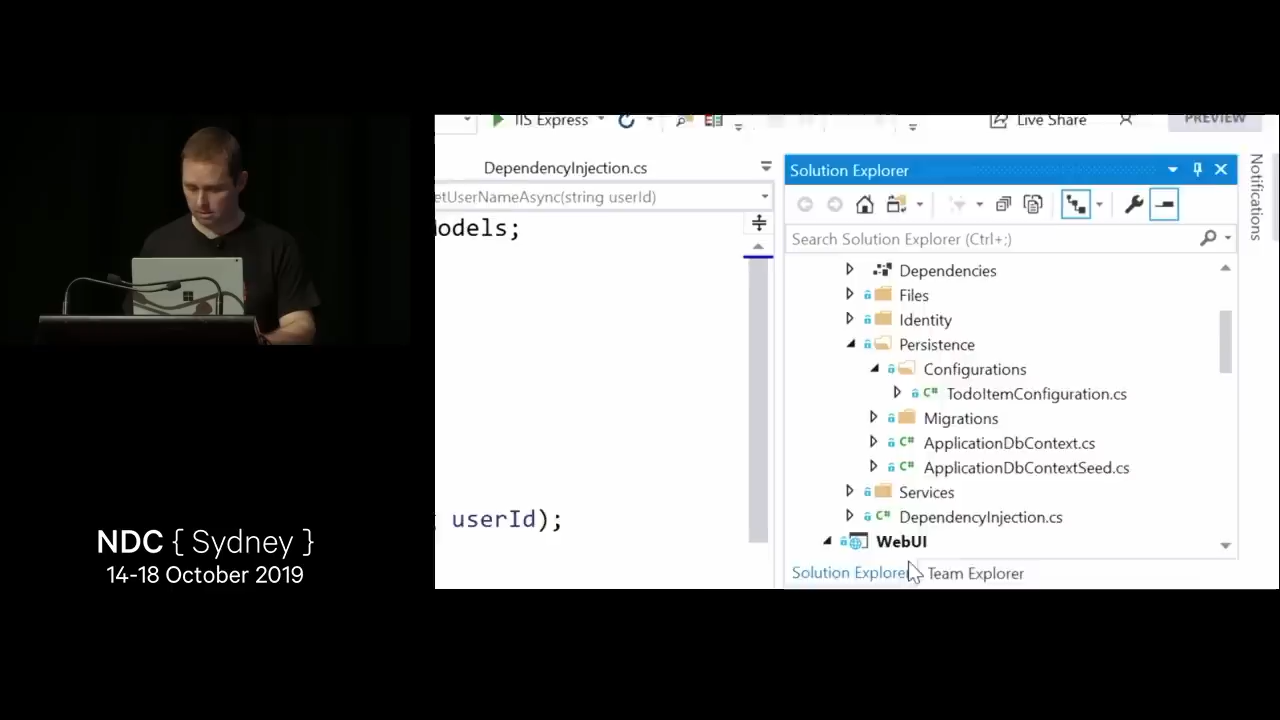 IIS Express
Live Share
PREVIEW
DependencyInjection.cs
etUserNameAsync(string userId)
odels;
userId);
Solution Explorer
Search Solution Explorer (Ctrl+;)
Dependencies
Files
Identity
Persistence
Configurations
C# TodoItemConfiguration.cs
Migrations
C# ApplicationDbContext.cs
C# ApplicationDbContextSeed.cs
Services
C# DependencyInjection.cs
WebUI
Solution Explorer
Team Explorer
Notifications
NDC { Sydney }
14-18 October 2019